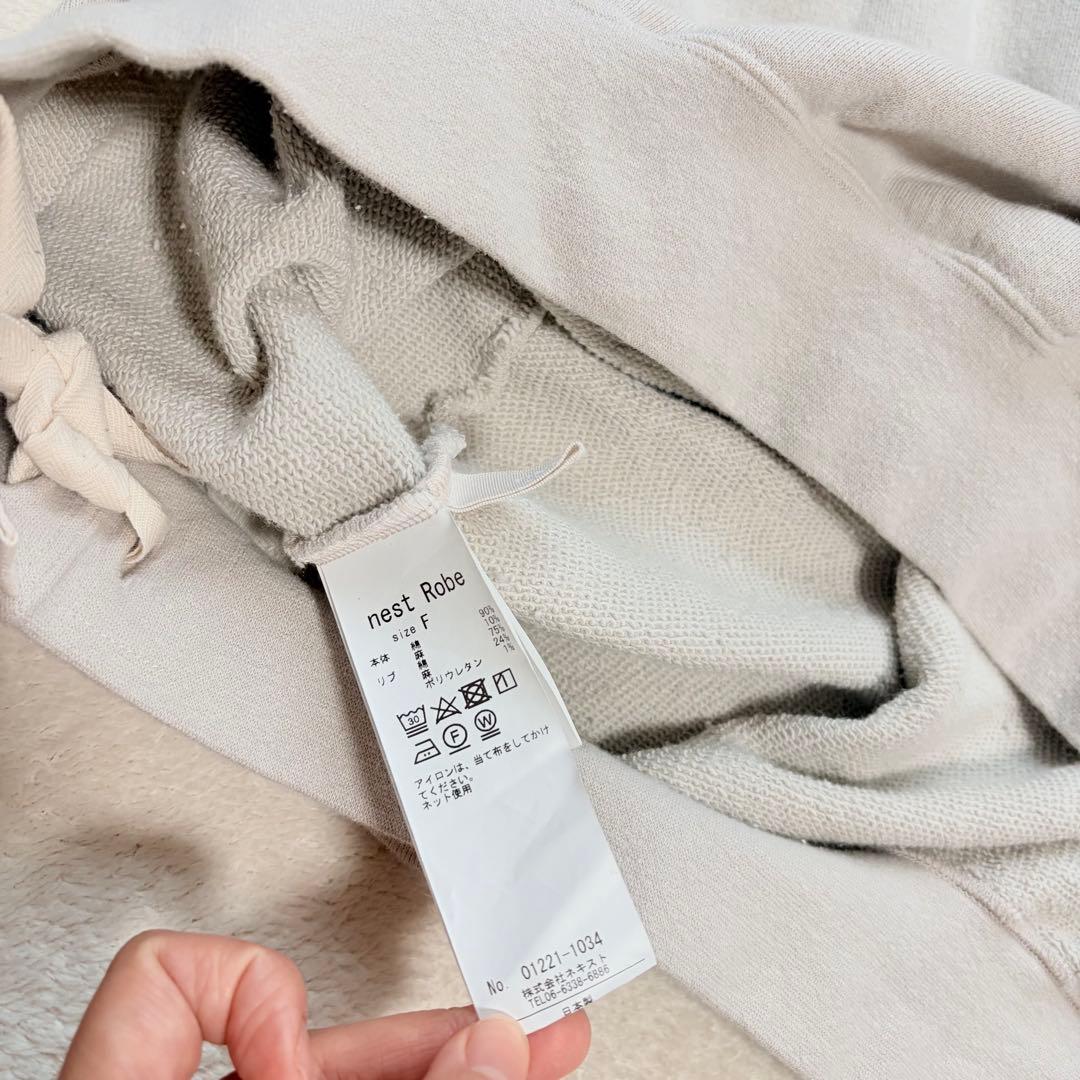 nest Robe
size F
本体 綿 90%
麻 10%
リブ 綿 75%
麻 24%
ポリウレタン 1%
30
F W
アイロンは、当て布をしてかけ
てください。
ネット使用
No. 01221-1034
株式会社ネキスト
TEL06-6338-6886
日本製